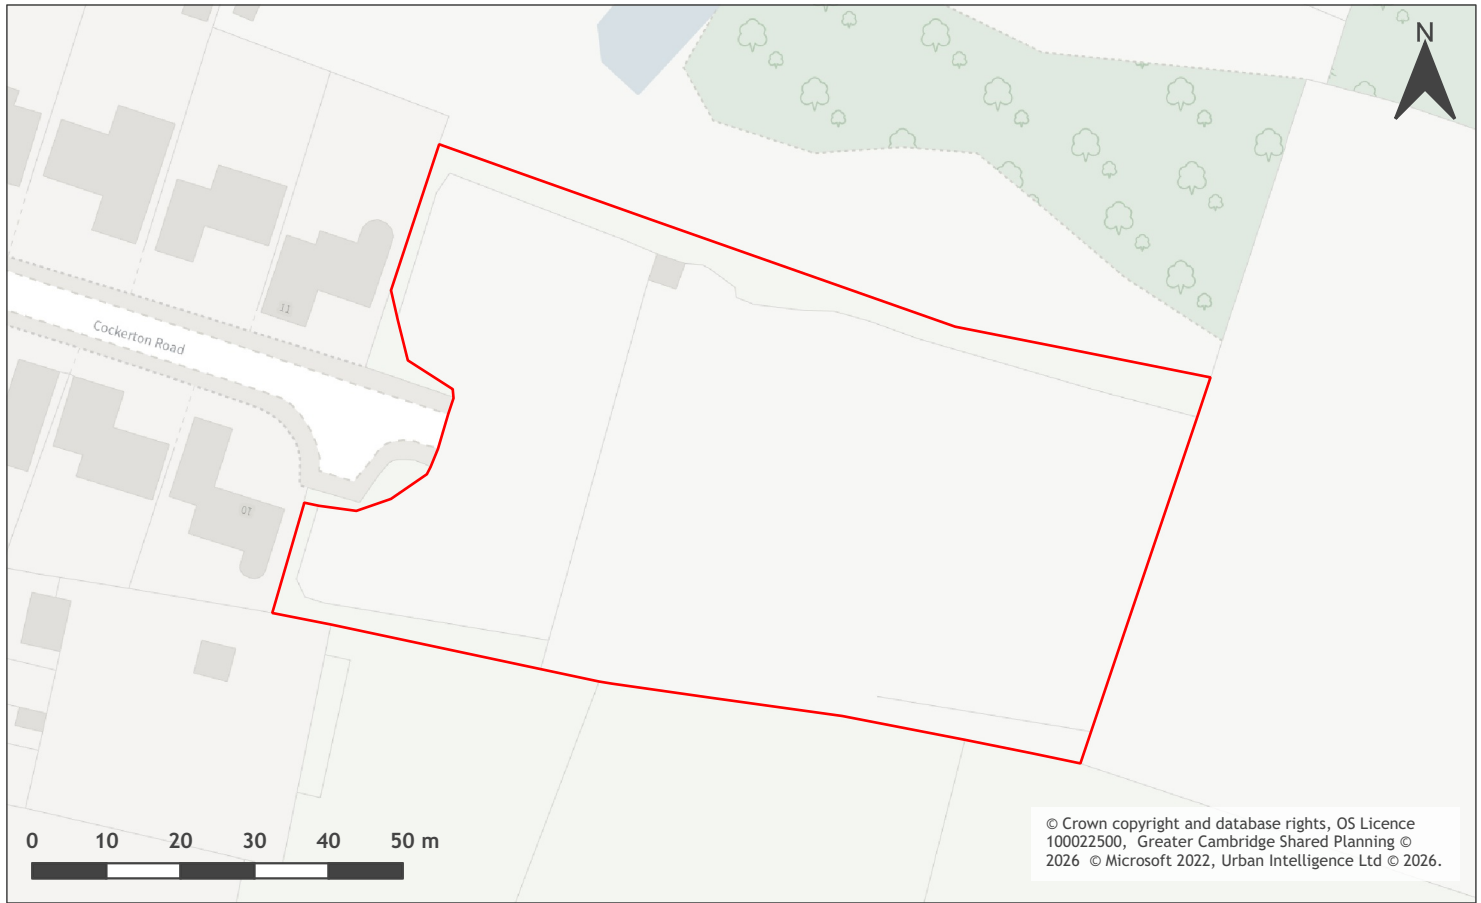 N
11
Cockerton Road
10
0 10 20 30 40 50 m
© Crown copyright and database rights, OS Licence
100022500, Greater Cambridge Shared Planning ©
2026 © Microsoft 2022, Urban Intelligence Ltd © 2026.